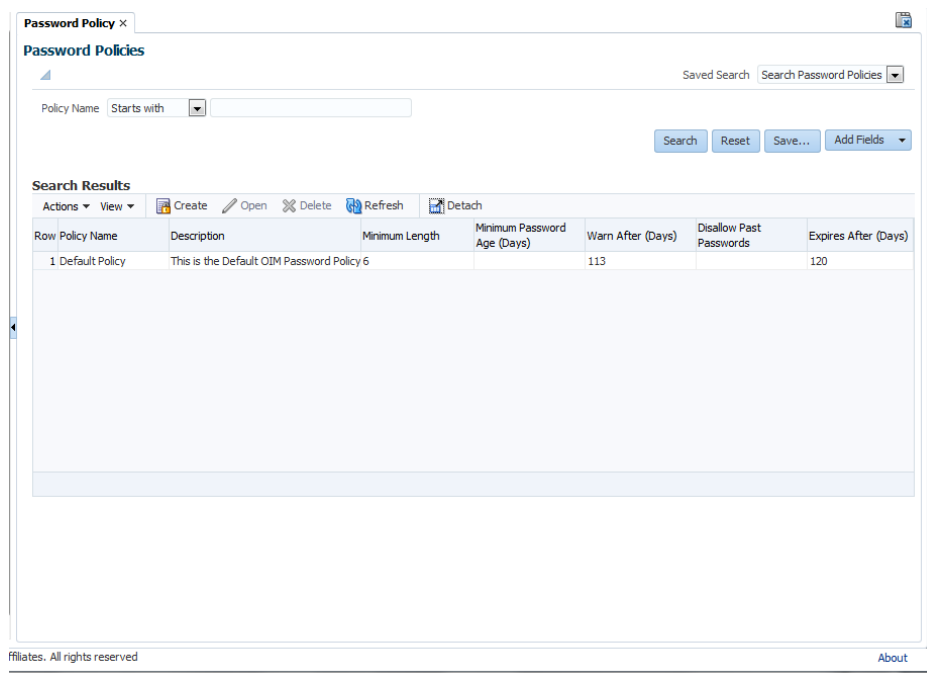 Password Policy ×
Password Policies
Saved Search Search Password Policies
Policy Name Starts with
Search Reset Save... Add Fields
Search Results
Actions View Create Open Delete Refresh Detach
Row Policy Name Description Minimum Length Minimum Password Age (Days) Warn After (Days) Disallow Past Passwords Expires After (Days)
1 Default Policy This is the Default OIM Password Policy 6 113 120
ffiliates. All rights reserved About